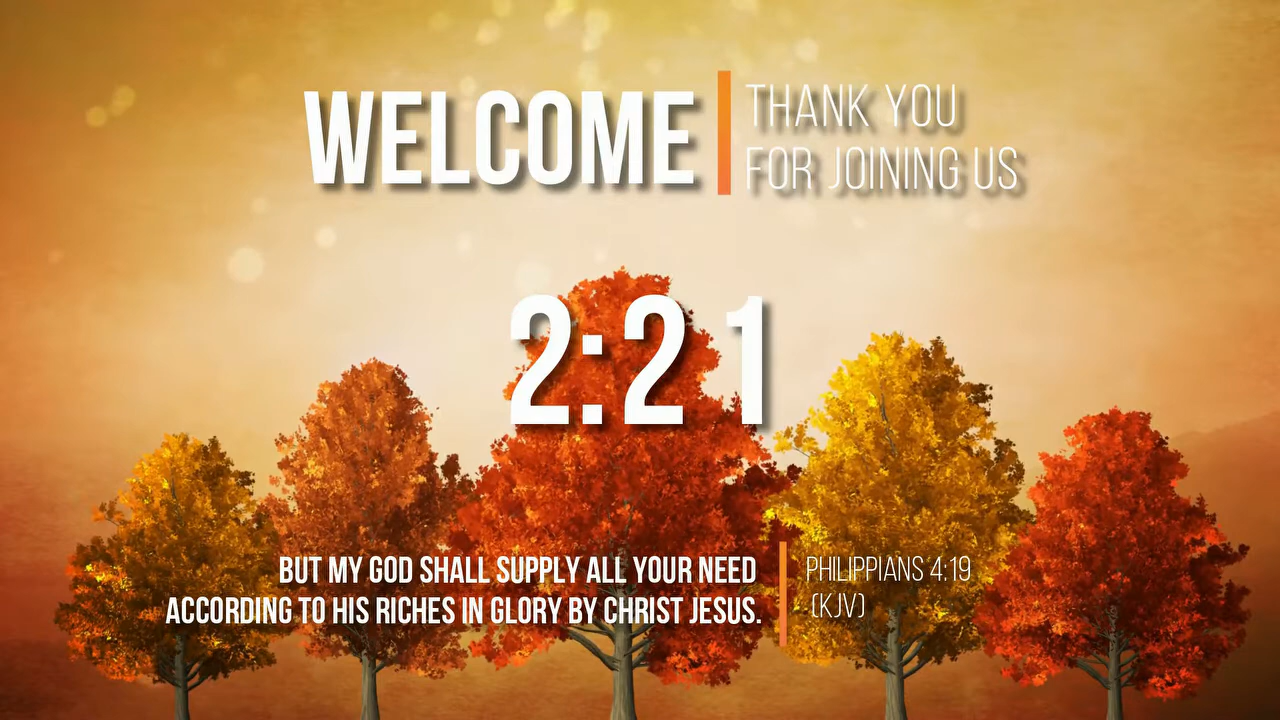 WELCOME
THANK YOU
FOR JOINING US
2:21
BUT MY GOD SHALL SUPPLY ALL YOUR NEED
ACCORDING TO HIS RICHES IN GLORY BY CHRIST JESUS.
PHILIPPIANS 4:19
(KJV)